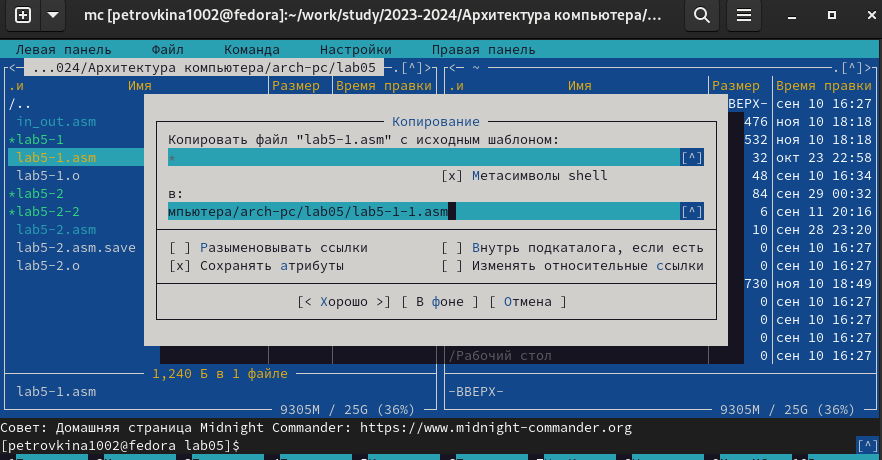 mc [petrovkina1002@fedora]:~/work/study/2023-2024/Архитектура компьютера/...
Левая панель Файл Команда Настройки Правая панель
...024/Архитектура компьютера/arch-pc/lab05 .[^]> <─ ~ .[^]>
.и Имя Размер Время правки .и Имя Размер Время правки
/.. ВВЕРХ- сен 10 16:27
in_out.asm 476 ноя 10 18:18
*lab5-1 532 ноя 10 18:18
lab5-1.asm 32 окт 23 22:58
lab5-1.o 48 сен 10 16:34
*lab5-2 84 сен 29 00:32
*lab5-2-2 6 сен 11 20:16
lab5-2.asm 10 сен 28 23:20
lab5-2.asm.save 0 сен 10 16:27
lab5-2.o 0 сен 10 16:27
730 ноя 10 18:49
0 сен 10 16:27
0 сен 10 16:27
0 сен 10 16:27
/Рабочий стол 0 сен 10 16:27
Копирование
Копировать файл "lab5-1.asm" с исходным шаблоном:
* [^]
[x] Метасимволы shell
в:
мпьютера/arch-pc/lab05/lab5-1-1.asm [^]
[ ] Разыменовывать ссылки [ ] Внутрь подкаталога, если есть
[x] Сохранять атрибуты [ ] Изменять относительные ссылки
[< Хорошо >] [ В фоне ] [ Отмена ]
1,240 Б в 1 файле
lab5-1.asm -ВВЕРХ-
9305M / 25G (36%) 9305M / 25G (36%)
Совет: Домашняя страница Midnight Commander: https://www.midnight-commander.org
[petrovkina1002@fedora lab05]$ [^]